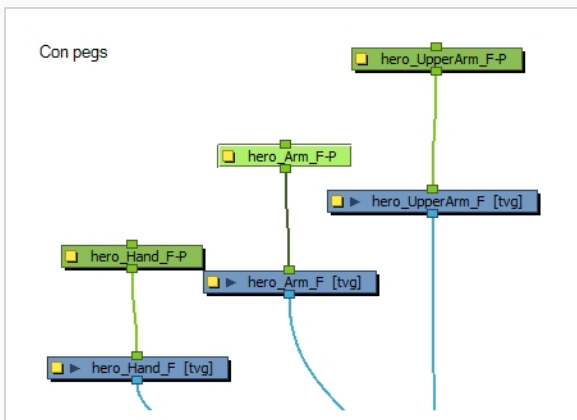 Con pegs
hero_UpperArm_F-P
hero_Arm_F-P
hero_UpperArm_F [tvg]
hero_Hand_F-P
hero_Arm_F [tvg]
hero_Hand_F [tvg]